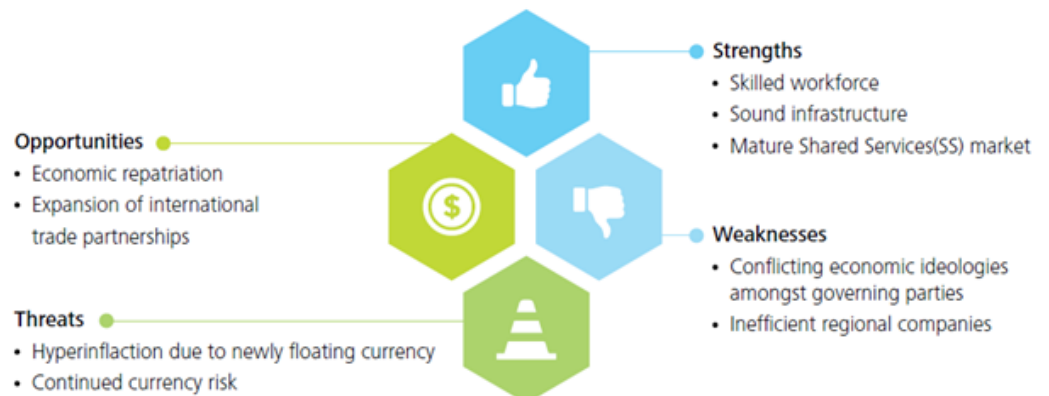 Strengths
• Skilled workforce
• Sound infrastructure
• Mature Shared Services(SS) market
Opportunities
• Economic repatriation
• Expansion of international
trade partnerships
$
Weaknesses
• Conflicting economic ideologies
amongst governing parties
• Inefficient regional companies
Threats
• Hyperinflaction due to newly floating currency
• Continued currency risk